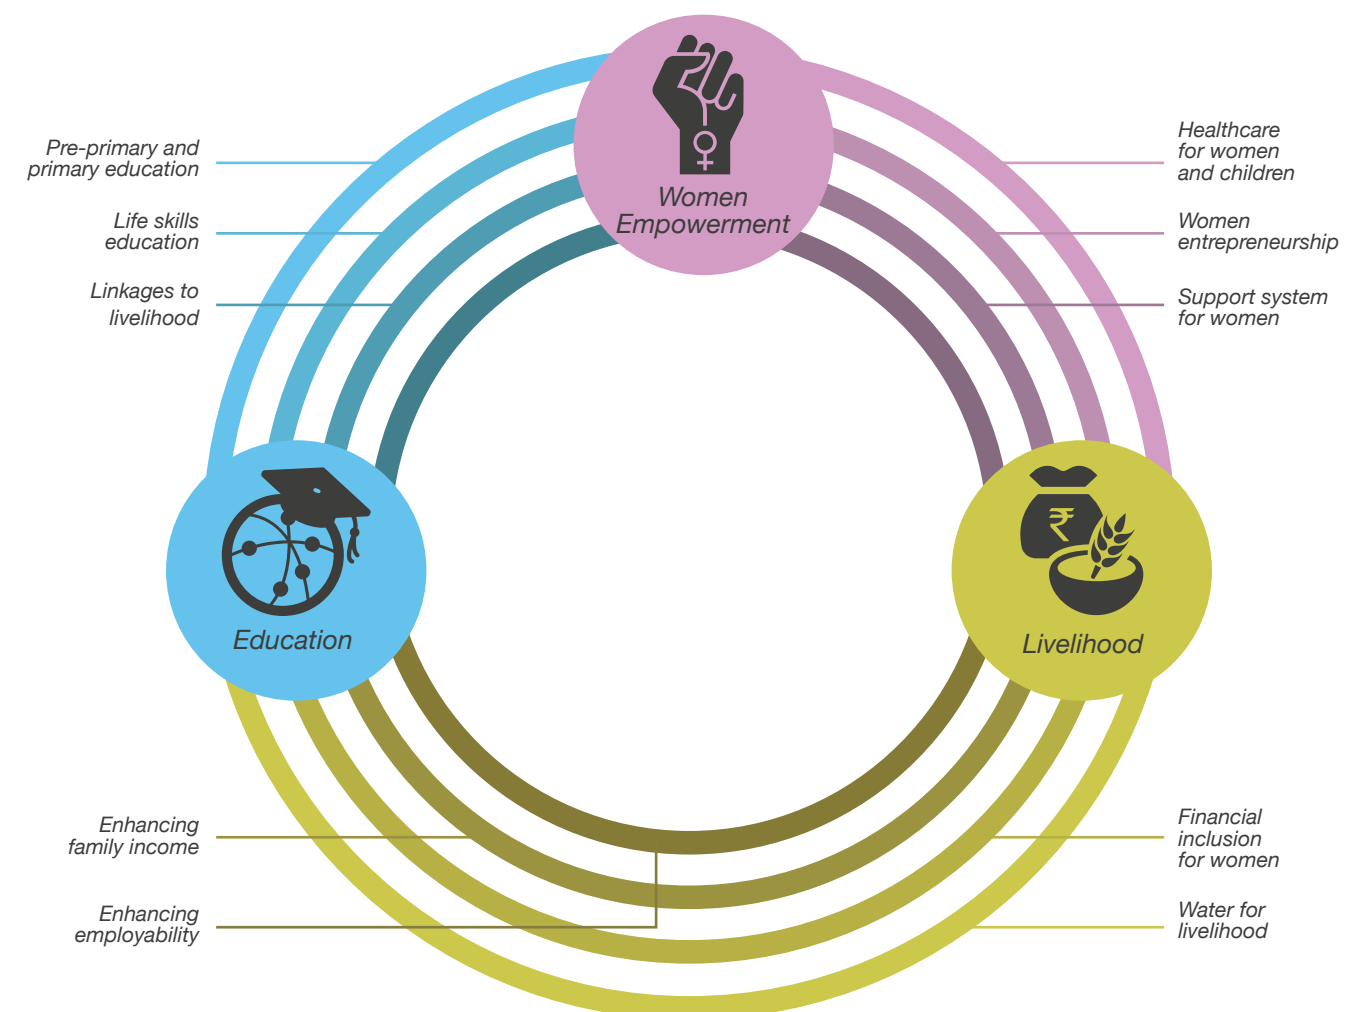 Women
Empowerment
Pre-primary and
primary education
Life skills
education
Linkages to
livelihood
Healthcare
for women
and children
Women
entrepreneurship
Support system
for women
Education
₹
Livelihood
Enhancing
family income
Enhancing
employability
Financial
inclusion
for women
Water for
livelihood